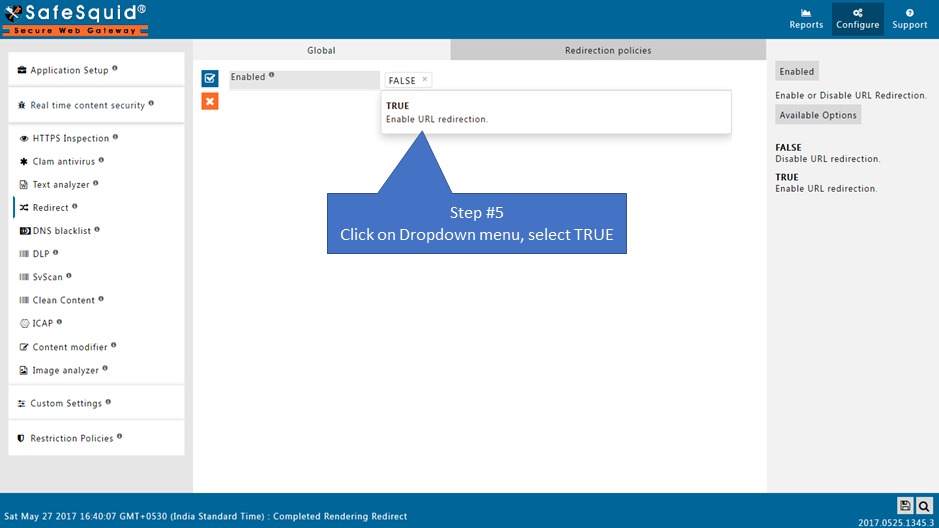 SafeSquid®
Secure Web Gateway
Reports
Configure
Support
Application Setup
Real time content security
HTTPS Inspection
Clam antivirus
Text analyzer
Redirect
DNS blacklist
DLP
SvScan
Clean Content
ICAP
Content modifier
Image analyzer
Custom Settings
Restriction Policies
Global
Redirection policies
Enabled
FALSE ×
TRUE
Enable URL redirection.
Step #5
Click on Dropdown menu, select TRUE
Enabled
Enable or Disable URL Redirection.
Available Options
FALSE
Disable URL redirection.
TRUE
Enable URL redirection.
Sat May 27 2017 16:40:07 GMT+0530 (India Standard Time) : Completed Rendering Redirect
2017.0525.1345.3